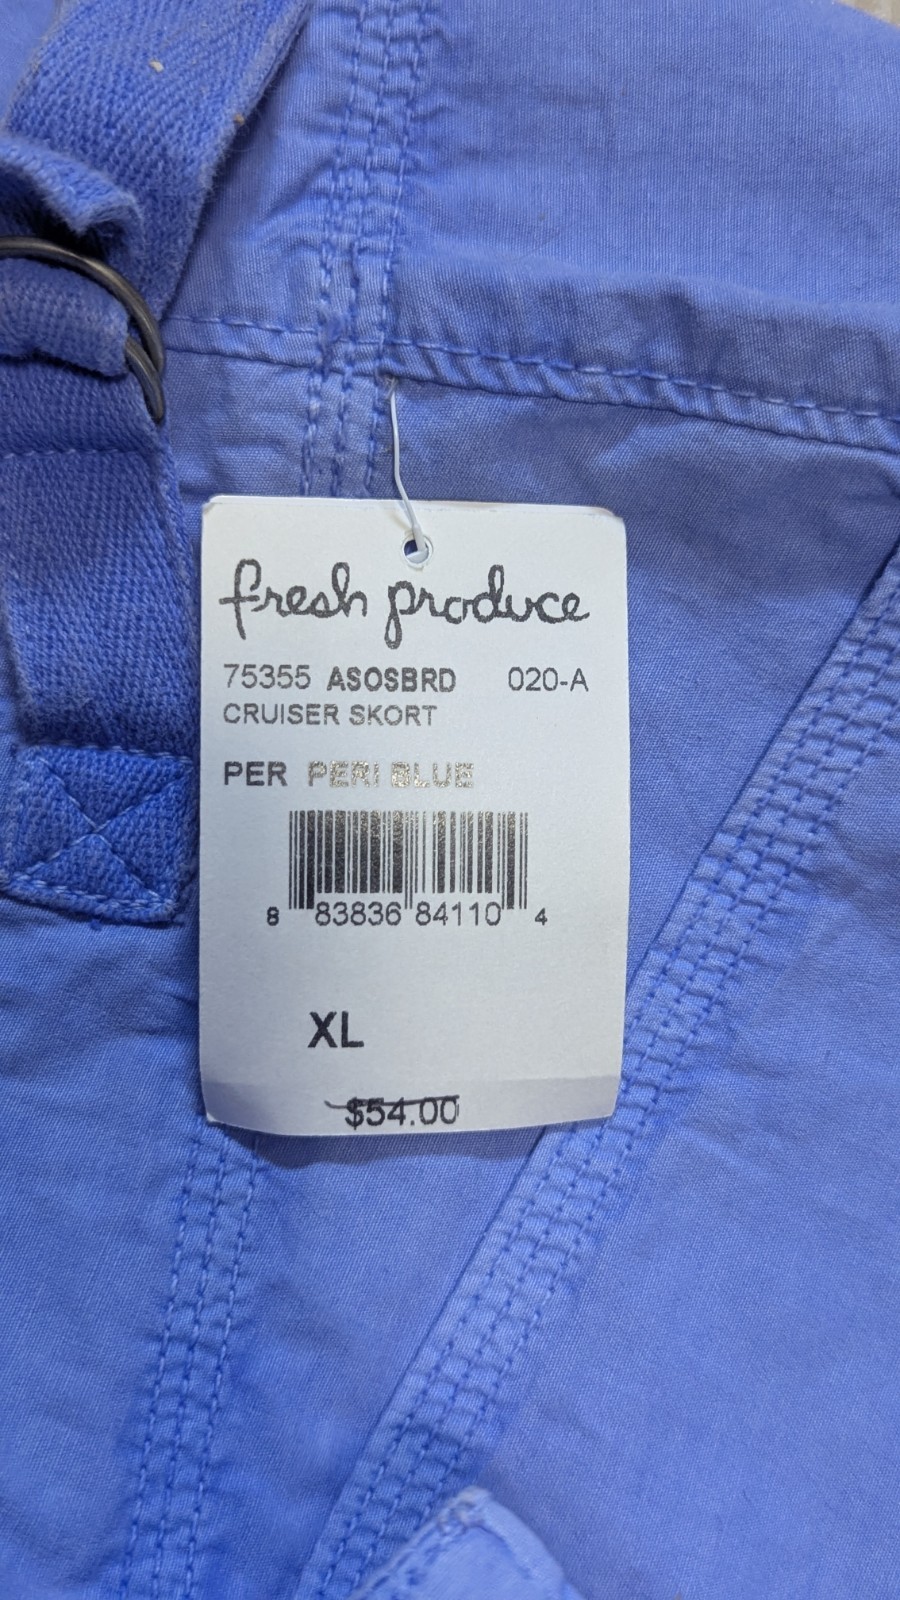 fresh produce
75355 ASOSBRD 020-A
CRUISER SKORT
PER PERI BLUE
8 83836 84110 4
XL
$54.00